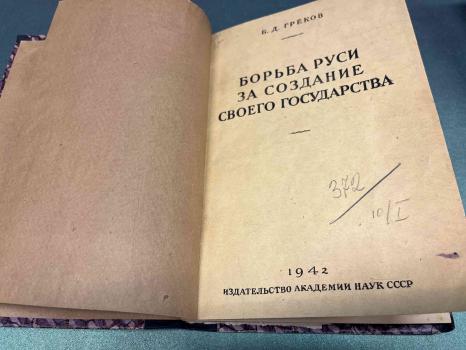 Б. Д. ГРЕКОВ
БОРЬБА РУСИ
ЗА СОЗДАНИЕ
СВОЕГО ГОСУДАРСТВА
372
10/I
1942
ИЗДАТЕЛЬСТВО АКАДЕМИИ НАУК СССР